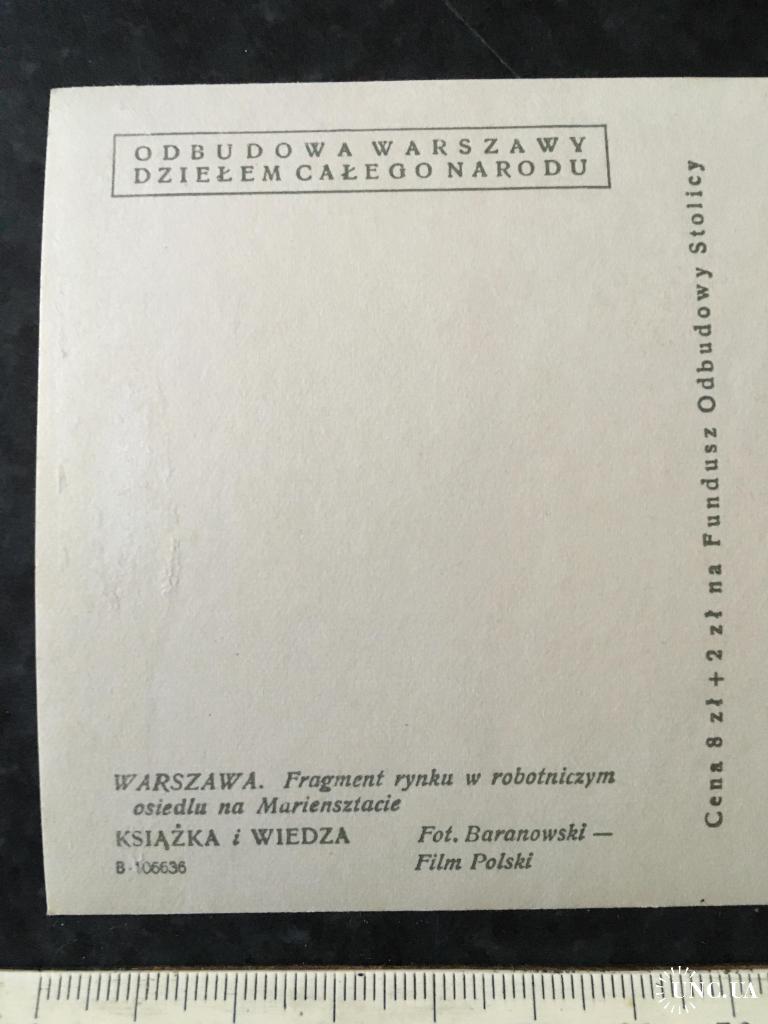 ODBUDOWA WARSZAWY
DZIEŁEM CAŁEGO NARODU
Cena 8 zł + 2 zł na Fundusz Odbudowy Stolicy
WARSZAWA. Fragment rynku w robotniczym
osiedlu na Mariensztacie
KSIĄŻKA i WIEDZA
B-106636
Fot. Baranowski —
Film Polski
UNC.UA